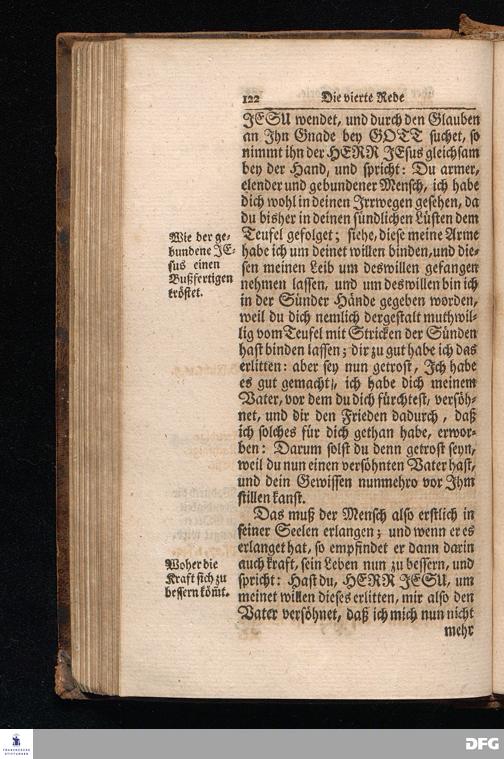 122 Die vierte Rede
JESU wendet, und durch den Glauben
an Ihn Gnade bey GOTT suchet, so
nimmt ihn der HERR JEsus gleichsam
bey der Hand, und spricht: Du armer,
elender und gebundener Mensch, ich habe
dich wohl in deinen Irrwegen gesehen, da
du bisher in deinen sündlichen Lüsten dem
Teufel gefolget; siehe, diese meine Arme
habe ich um deinet willen binden, und die-
sen meinen Leib um deswillen gefangen
nehmen lassen, und um deswillen bin ich
in der Sünder Hände gegeben worden,
weil du dich nemlich dergestalt muthwil-
lig vom Teufel mit Stricken der Sünden
hast binden lassen; dir zu gut habe ich das
erlitten: aber sey nun getrost, Ich habe
es gut gemacht, ich habe dich meinem
Vater, vor dem du dich fürchtest, versöh-
net, und dir den Frieden dadurch, daß
ich solches für dich gethan habe, erwor-
ben: Darum solst du denn getrost seyn,
weil du nun einen versöhnten Vater hast,
und dein Gewissen nunmehro vor Ihm
stillen kanst.
Wie der ge-
bundene JE-
sus einen
Bußfertigen
tröstet.
Das muß der Mensch also erstlich in
seiner Seelen erlangen; und wenn er es
erlanget hat, so empfindet er dann darin
auch kraft, sein Leben nun zu bessern, und
spricht: Hast du, HERR JESU, um
meinet willen dieses erlitten, mir also den
Vater versöhnet, daß ich mich nun nicht
mehr
Woher die
Kraft sich zu
bessern kom̃t.
FRANCKESCHE
STIFTUNGEN
DFG